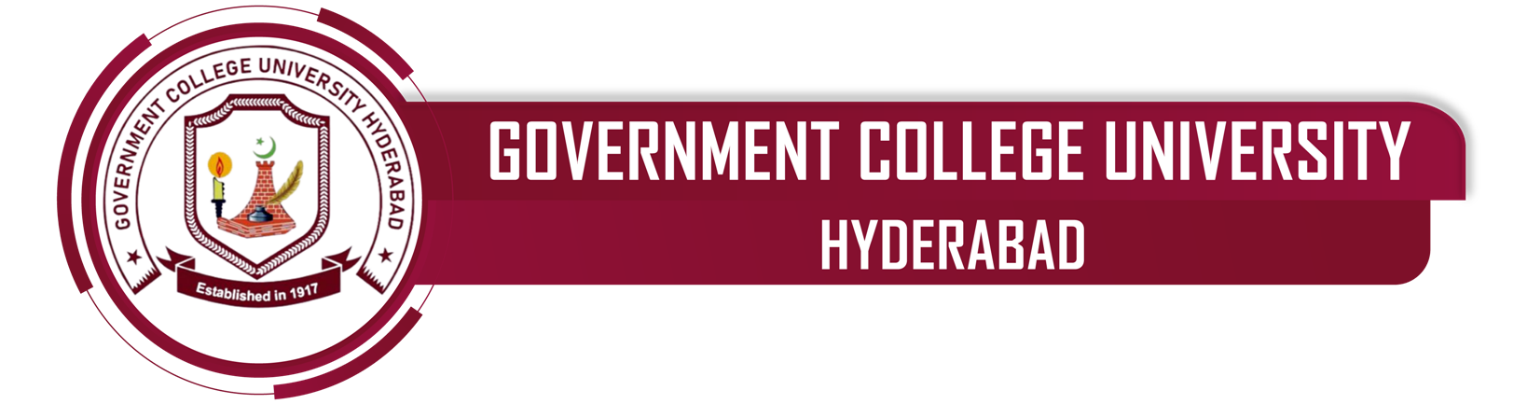 GOVERNMENT COLLEGE UNIVERSITY HYDERABAD
Established in 1917
GOVERNMENT COLLEGE UNIVERSITY
HYDERABAD